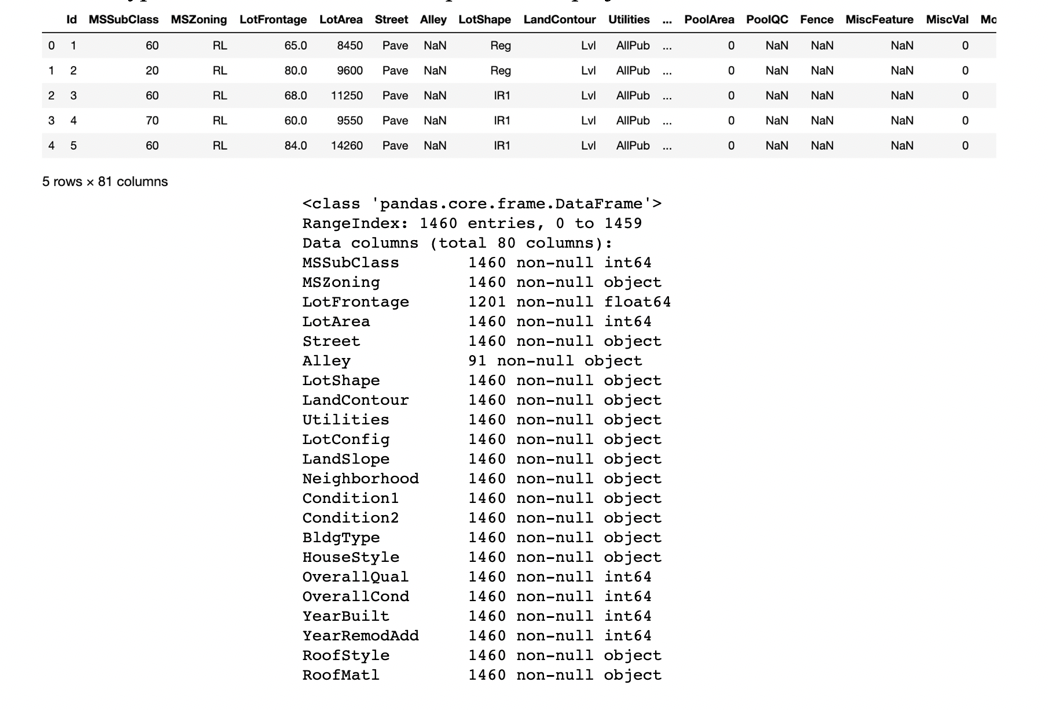 Id MSSubClass MSZoning LotFrontage LotArea Street Alley LotShape LandContour Utilities ... PoolArea PoolQC Fence MiscFeature MiscVal Mo
0 1 60 RL 65.0 8450 Pave NaN Reg Lvl AllPub ... 0 NaN NaN NaN 0
1 2 20 RL 80.0 9600 Pave NaN Reg Lvl AllPub ... 0 NaN NaN NaN 0
2 3 60 RL 68.0 11250 Pave NaN IR1 Lvl AllPub ... 0 NaN NaN NaN 0
3 4 70 RL 60.0 9550 Pave NaN IR1 Lvl AllPub ... 0 NaN NaN NaN 0
4 5 60 RL 84.0 14260 Pave NaN IR1 Lvl AllPub ... 0 NaN NaN NaN 0
5 rows × 81 columns
<class 'pandas.core.frame.DataFrame'>
RangeIndex: 1460 entries, 0 to 1459
Data columns (total 80 columns):
MSSubClass 1460 non-null int64
MSZoning 1460 non-null object
LotFrontage 1201 non-null float64
LotArea 1460 non-null int64
Street 1460 non-null object
Alley 91 non-null object
LotShape 1460 non-null object
LandContour 1460 non-null object
Utilities 1460 non-null object
LotConfig 1460 non-null object
LandSlope 1460 non-null object
Neighborhood 1460 non-null object
Condition1 1460 non-null object
Condition2 1460 non-null object
BldgType 1460 non-null object
HouseStyle 1460 non-null object
OverallQual 1460 non-null int64
OverallCond 1460 non-null int64
YearBuilt 1460 non-null int64
YearRemodAdd 1460 non-null int64
RoofStyle 1460 non-null object
RoofMatl 1460 non-null object